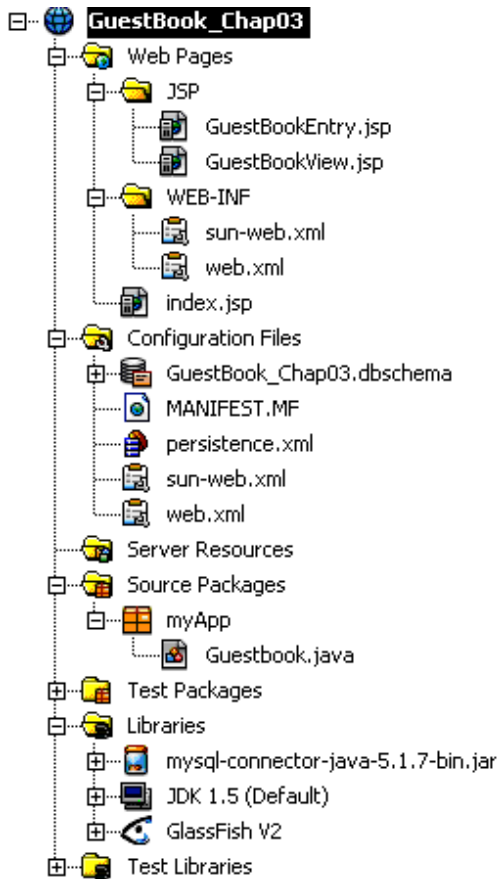 GuestBook_Chap03
Web Pages
JSP
GuestBookEntry.jsp
GuestBookView.jsp
WEB-INF
sun-web.xml
web.xml
index.jsp
Configuration Files
GuestBook_Chap03.dbschema
MANIFEST.MF
persistence.xml
sun-web.xml
web.xml
Server Resources
Source Packages
myApp
Guestbook.java
Test Packages
Libraries
mysql-connector-java-5.1.7-bin.jar
JDK 1.5 (Default)
GlassFish V2
Test Libraries